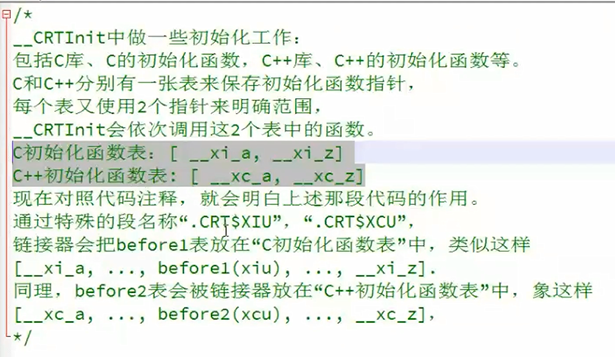 /*
__CRTInit中做一些初始化工作：
包括C库、C的初始化函数，C++库、C++的初始化函数等。
C和C++分别有一张表来保存初始化函数指针，
每个表又使用2个指针来明确范围，
__CRTInit会依次调用这2个表中的函数。
C初始化函数表：[ __xi_a, __xi_z]
C++初始化函数表: [ __xc_a, __xc_z]
现在对照代码注释，就会明白上述那段代码的作用。
通过特殊的段名称“.CRT$XIU”，“.CRT$XCU”，
链接器会把before1表放在“C初始化函数表”中，类似这样
[__xi_a, ..., before1(xiu), ..., __xi_z].
同理，before2表会被链接器放在“C++初始化函数表”中，象这样
[__xc_a, ..., before2(xcu), ..., __xc_z],
*/